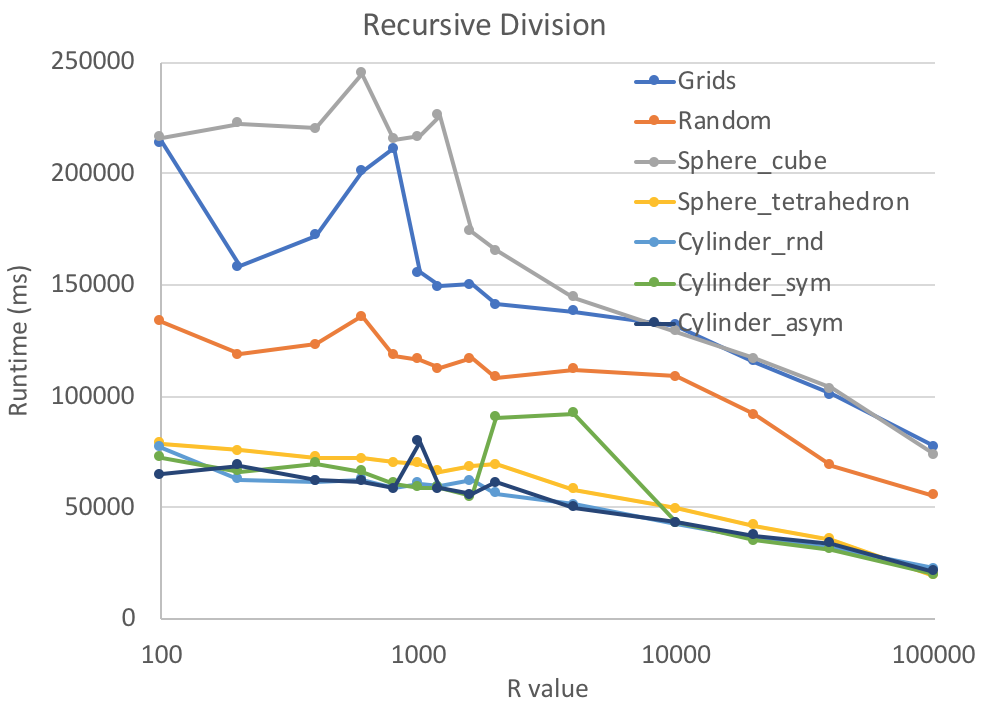 Recursive Division
250000
200000
150000
100000
50000
0
Runtime (ms)
Grids
Random
Sphere_cube
Sphere_tetrahedron
Cylinder_rnd
Cylinder_sym
Cylinder_asym
100 1000 10000 100000
R value